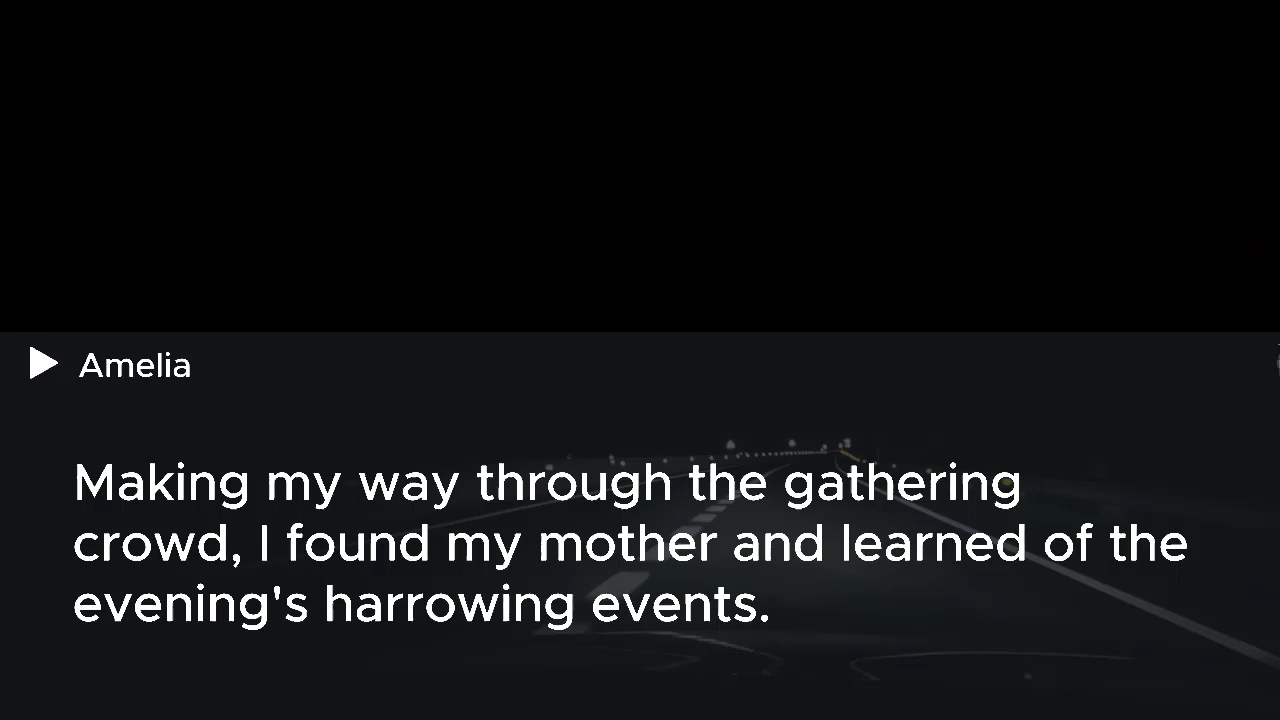 Amelia
Making my way through the gathering
crowd, I found my mother and learned of the
evening's harrowing events.